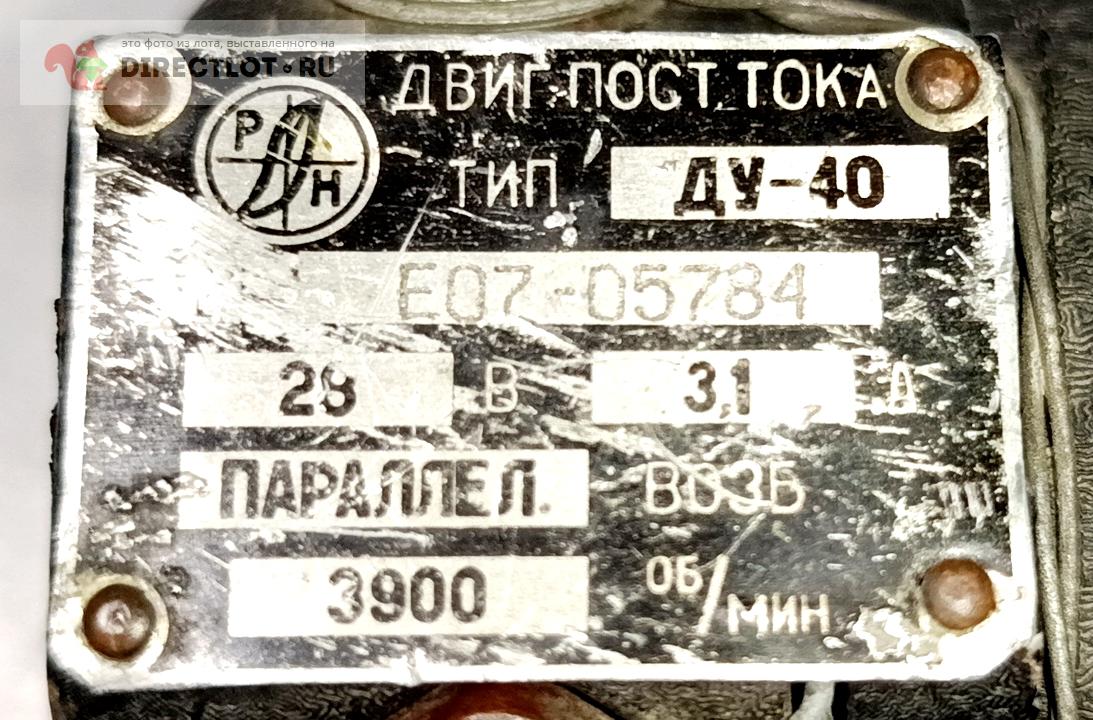 это фото из лота, выставленного на
DIRECTLOT.RU
ДВИГ ПОСТ ТОКА
Р Н
ТИП ДУ-40
Е07-05784
28 В 3,1 А
ПАРАЛЛЕЛ. ВОЗБ
3900 ОБ/МИН